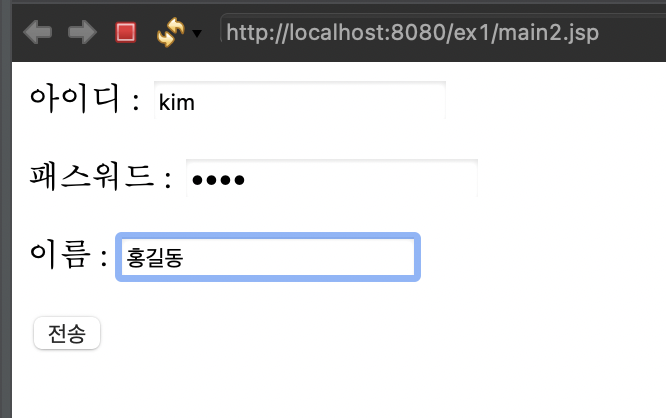 http://localhost:8080/ex1/main2.jsp
아이디 : kim
패스워드 : ••••
이름 : 홍길동
전송